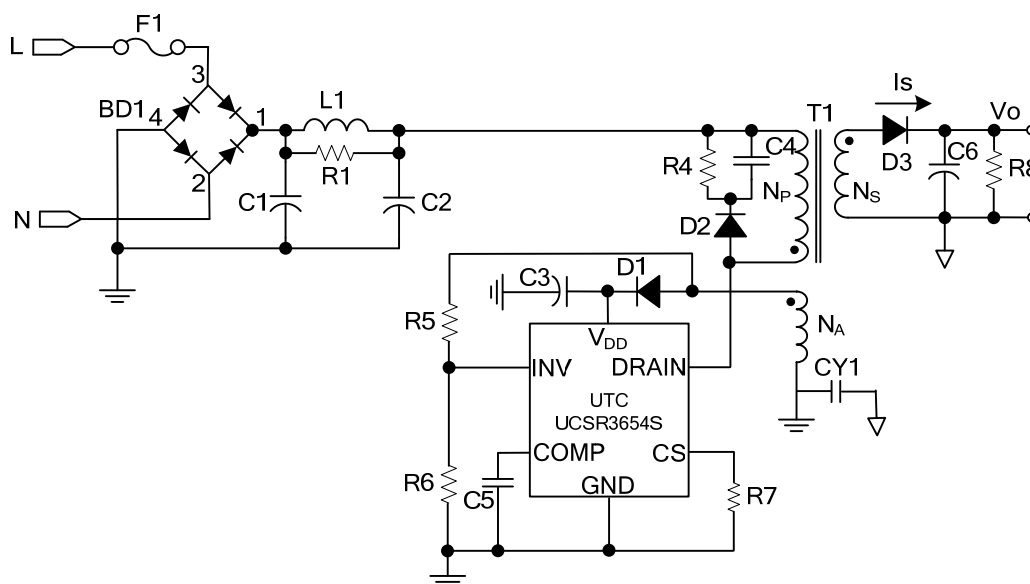 F1
L
3
BD1
4
1
L1
R1
2
N
C1
C2
Is
T1
Vo
R4
C4
D3
C6
R8
NP
NS
D2
C3
D1
R5
VDD
NA
INV
DRAIN
CY1
UTC
UCSR3654S
COMP
CS
R6
C5
GND
R7